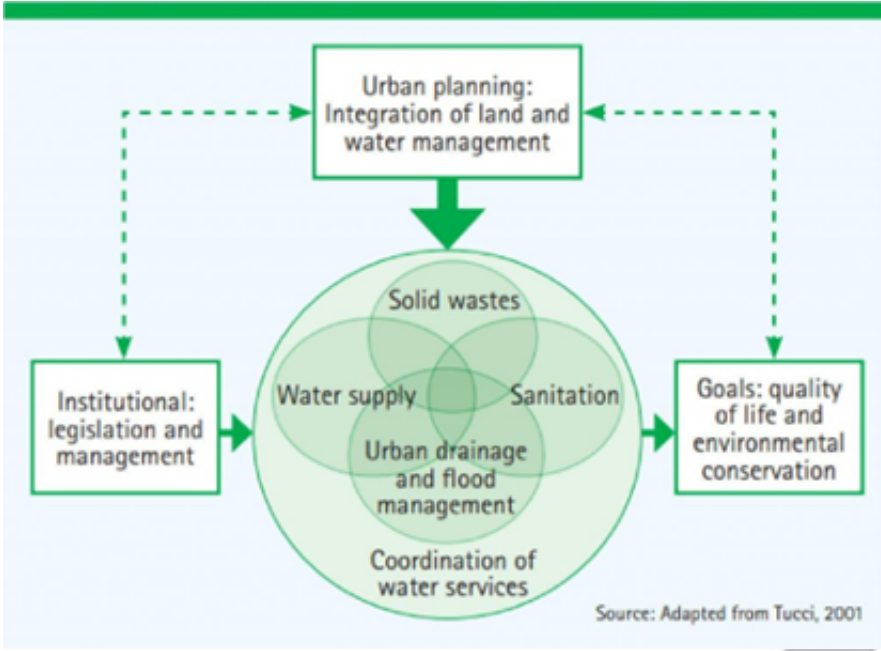 Urban planning:
Integration of land and
water management
Solid wastes
Water supply
Sanitation
Urban drainage
and flood
management
Coordination of
water services
Institutional:
legislation and
management
Goals: quality
of life and
environmental
conservation
Source: Adapted from Tucci, 2001